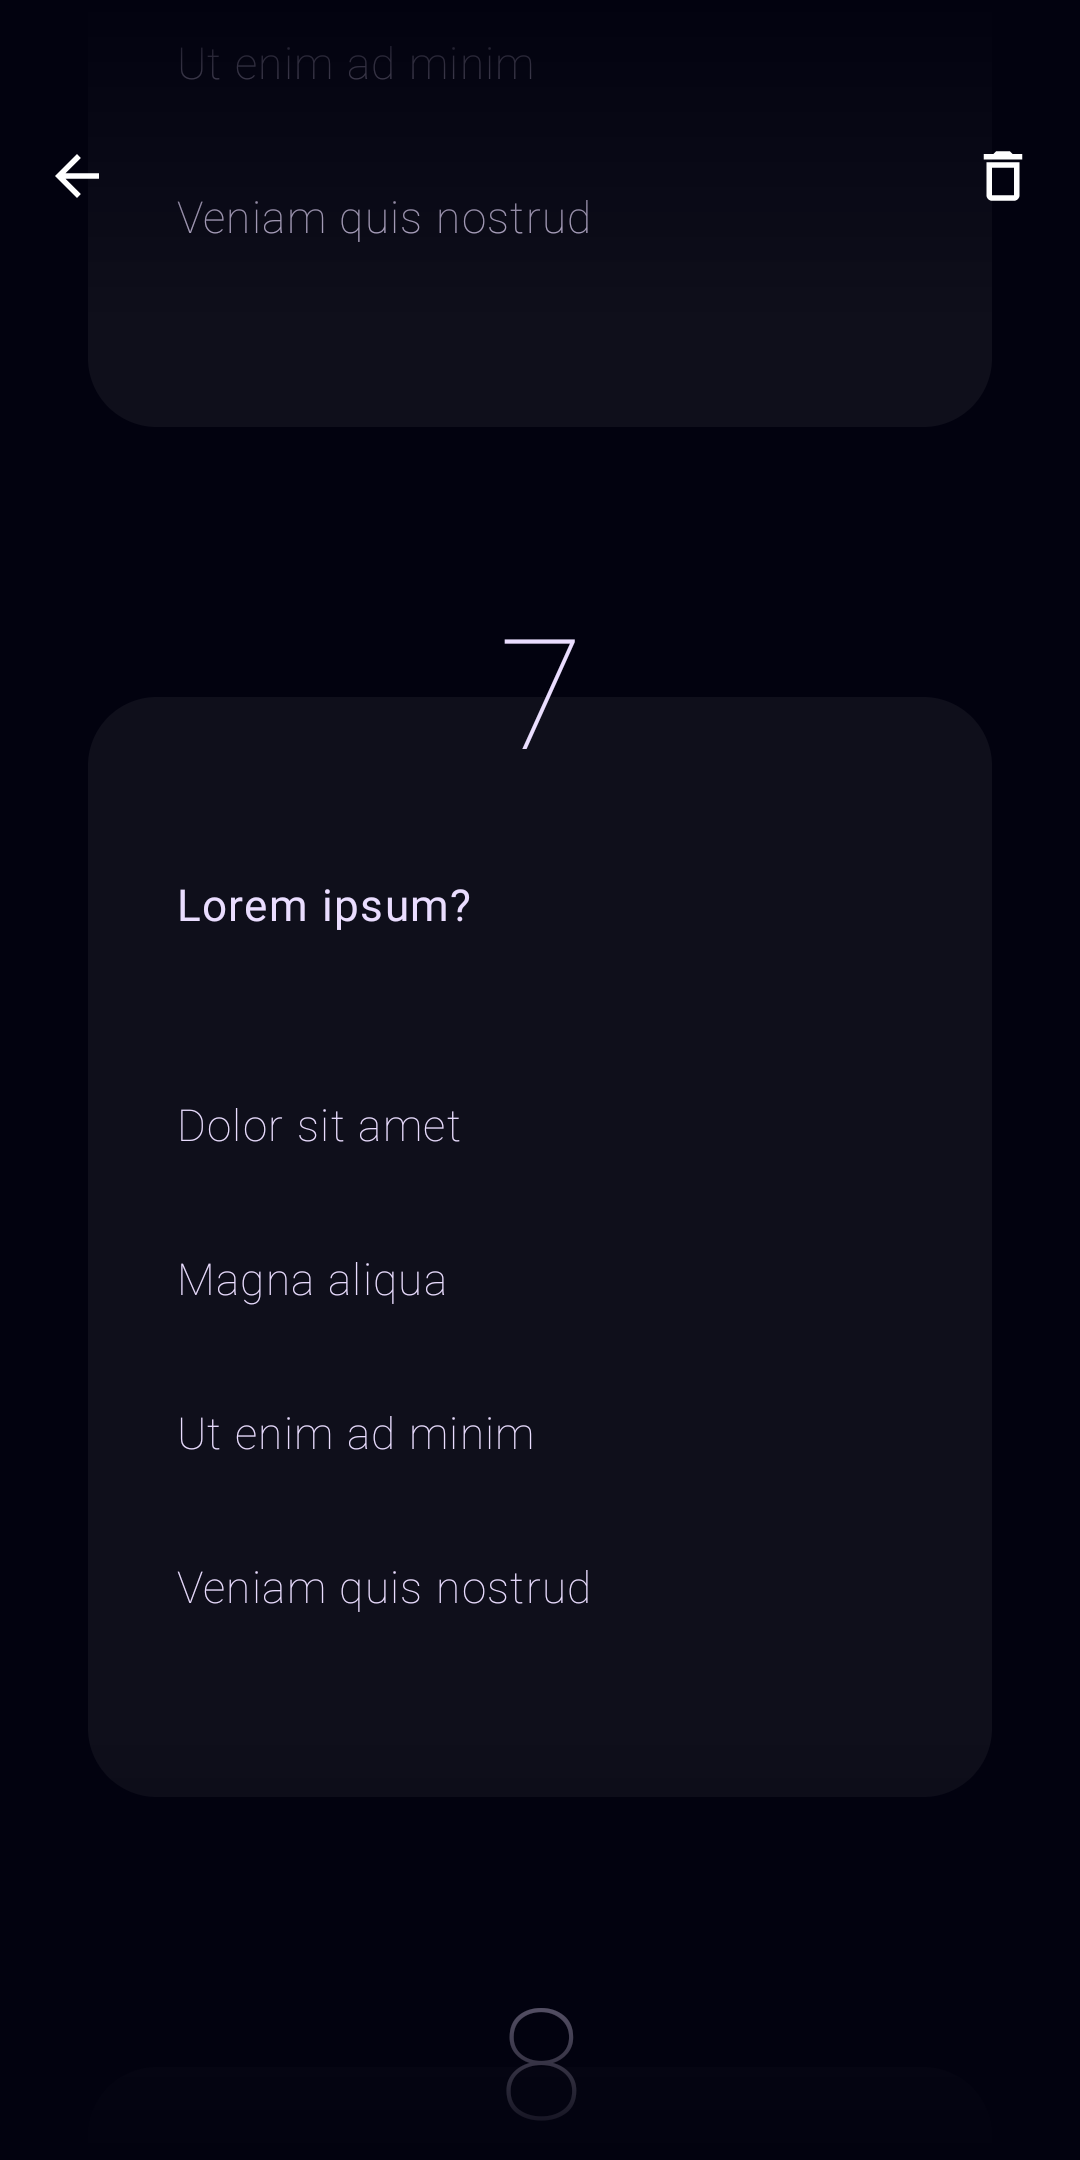 Ut enim ad minim
Veniam quis nostrud
7
Lorem ipsum?
Dolor sit amet
Magna aliqua
Ut enim ad minim
Veniam quis nostrud
8